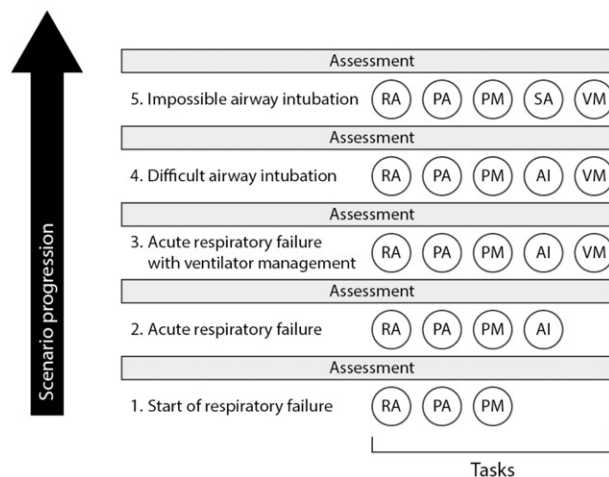 Assessment
5. Impossible airway intubation RA PA PM SA VM
Assessment
4. Difficult airway intubation RA PA PM AI VM
Assessment
3. Acute respiratory failure
with ventilator management RA PA PM AI VM
Assessment
2. Acute respiratory failure RA PA PM AI
Assessment
1. Start of respiratory failure RA PA PM
Tasks
Scenario progression